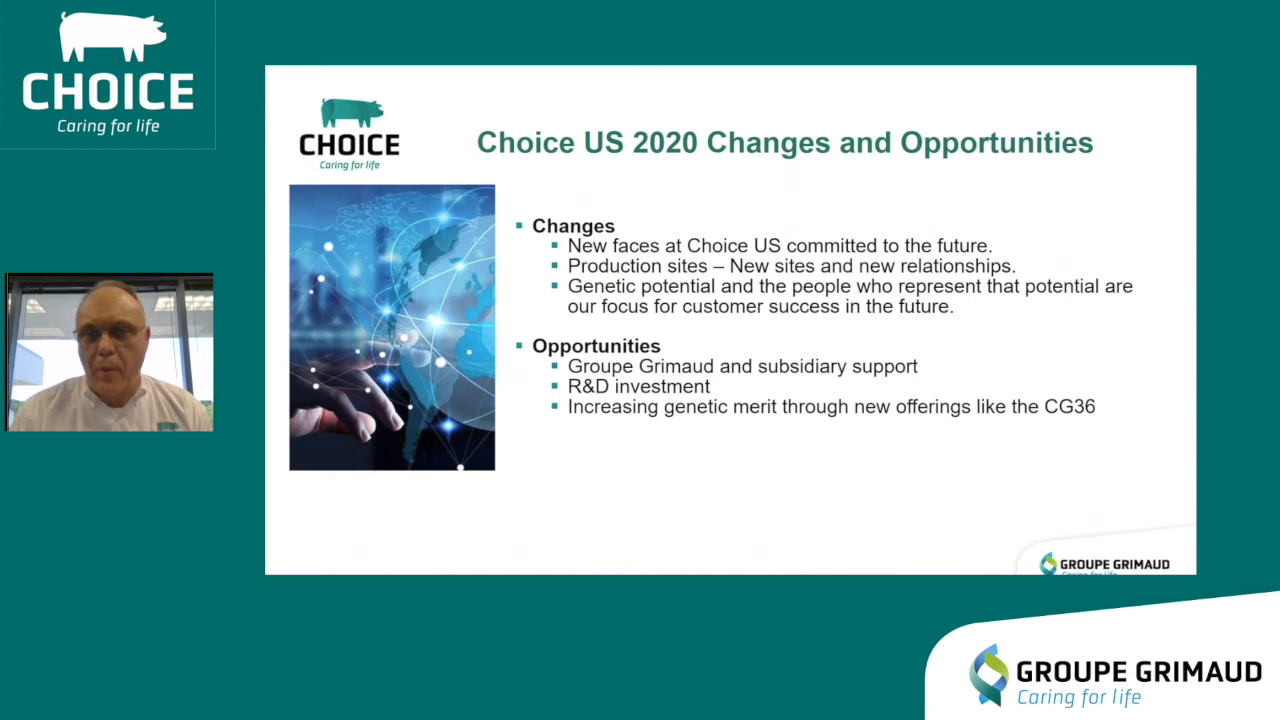 CHOICE
Caring for life
CHOICE
Caring for life
Choice US 2020 Changes and Opportunities
▪ Changes
▪ New faces at Choice US committed to the future.
▪ Production sites – New sites and new relationships.
▪ Genetic potential and the people who represent that potential are
our focus for customer success in the future.
▪ Opportunities
▪ Groupe Grimaud and subsidiary support
▪ R&D investment
▪ Increasing genetic merit through new offerings like the CG36
GROUPE GRIMAUD
Caring for life
GROUPE GRIMAUD
Caring for life